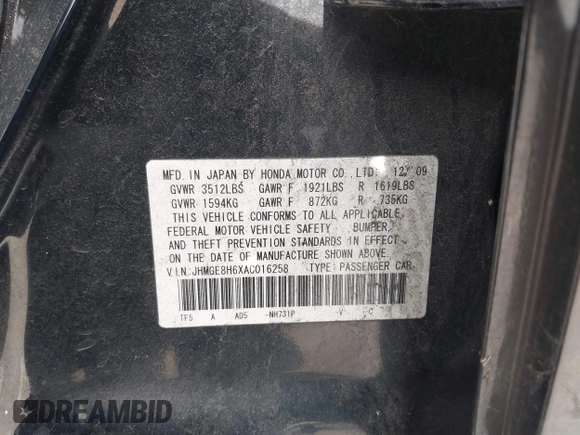 MFD. IN JAPAN BY HONDA MOTOR CO.,LTD. 12/09
GVWR 3512LBS GAWR F 1921LBS R 1619LBS
GVWR 1594KG GAWR F 872KG R 735KG
THIS VEHICLE CONFORMS TO ALL APPLICABLE
FEDERAL MOTOR VEHICLE SAFETY, BUMPER,
AND THEFT PREVENTION STANDARDS IN EFFECT
ON THE DATE OF MANUFACTURE SHOWN ABOVE.
V.I.N:JHMGE8H6XAC016258 TYPE: PASSENGER CAR
TF5 A AD5 -NH731P -V C
DREAMBID